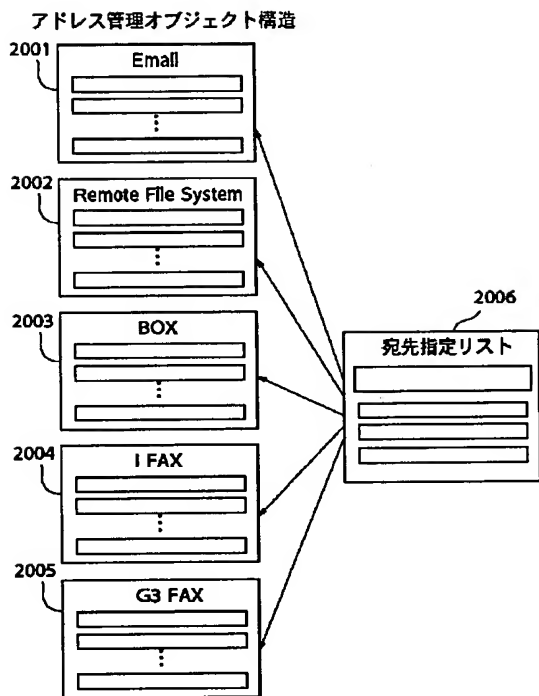 アドレス管理オブジェクト構造
2001
Email
2002
Remote File System
2003
BOX
2004
I FAX
2005
G3 FAX
2006
宛先指定リスト